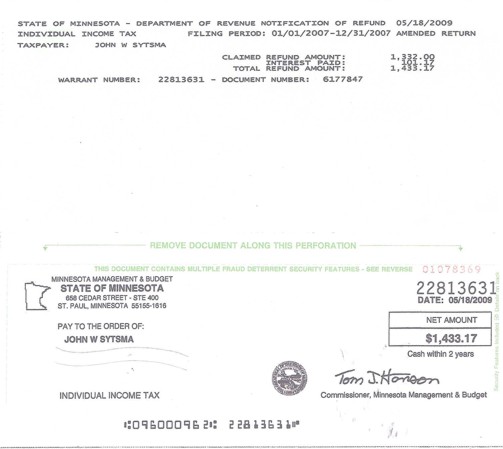 STATE OF MINNESOTA - DEPARTMENT OF REVENUE NOTIFICATION OF REFUND 05/18/2009
INDIVIDUAL INCOME TAX FILING PERIOD: 01/01/2007-12/31/2007 AMENDED RETURN
TAXPAYER: JOHN W SYTSMA
CLAIMED REFUND AMOUNT: 1,332.00
INTEREST PAID: 101.17
TOTAL REFUND AMOUNT: 1,433.17
WARRANT NUMBER: 22813631 - DOCUMENT NUMBER: 6177847
REMOVE DOCUMENT ALONG THIS PERFORATION
THIS DOCUMENT CONTAINS MULTIPLE FRAUD DETERRENT SECURITY FEATURES - SEE REVERSE 01078369
MINNESOTA MANAGEMENT & BUDGET
STATE OF MINNESOTA
658 CEDAR STREET - STE 400
ST. PAUL, MINNESOTA 55155-1616
22813631
DATE: 05/18/2009
PAY TO THE ORDER OF:
JOHN W SYTSMA
NET AMOUNT
$1,433.17
Cash within 2 years
Tom J. Hanson
Commissioner, Minnesota Management & Budget
INDIVIDUAL INCOME TAX
⑆096000962⑆ 22813631⑈